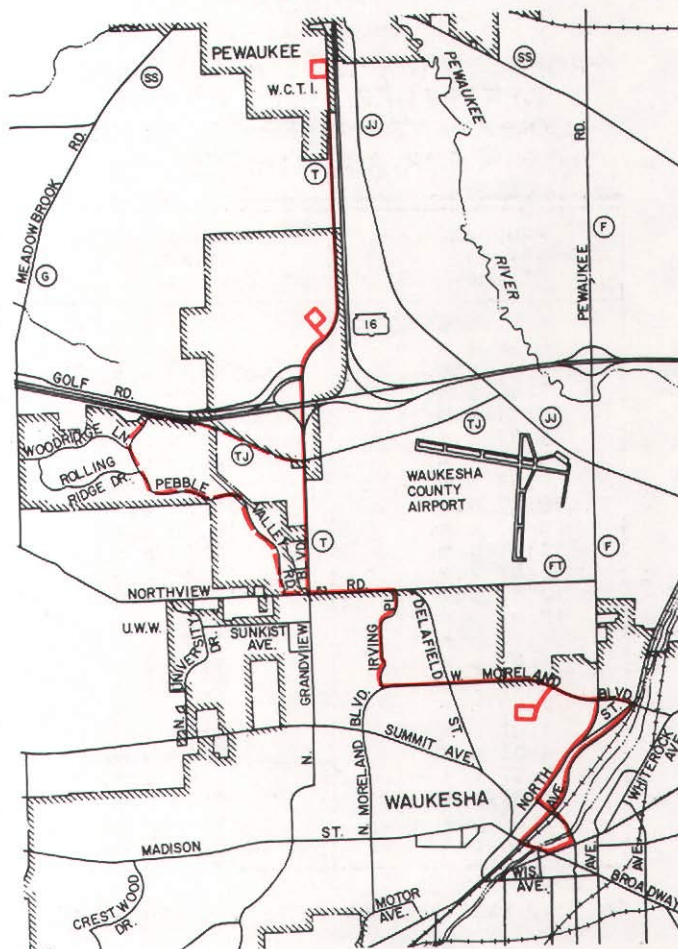 PEWAUKEE
W.C.T.I.
SS
MEADOWBROOK RD.
G
T
JJ
PEWAUKEE
RIVER
SS
PEWAUKEE RD.
F
16
GOLF RD.
WOODRIDGE LN.
ROLLING
RIDGE DR.
PEBBLE
VALLEY
RD.
TJ
TJ
JJ
WAUKESHA
COUNTY
AIRPORT
T
BLVD.
FT
F
NORTHVIEW RD.
U.W.W.
N. UNIVERSITY DR.
SUNKIST
AVE.
N. GRANDVIEW
IRVING PL.
DELAFIELD ST.
W. MORELAND BLVD.
N. MORELAND BLVD.
SUMMIT AVE.
NORTH ST.
AVE.
WHITEROCK AVE.
WAUKESHA
MADISON ST.
CRESTWOOD
DR.
MOTOR
AVE.
WIS.
AVE.
AVE.
BROADWAY